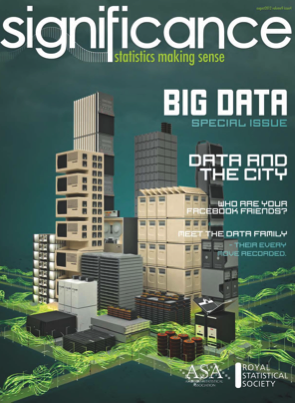 significance
statistics making sense
BIG DATA
SPECIAL ISSUE
DATA AND
THE CITY
WHO ARE YOUR
FACEBOOK FRIENDS?
MEET THE DATA FAMILY
- THEIR EVERY
MOVE RECORDED.
ASA
ROYAL
STATISTICAL
SOCIETY